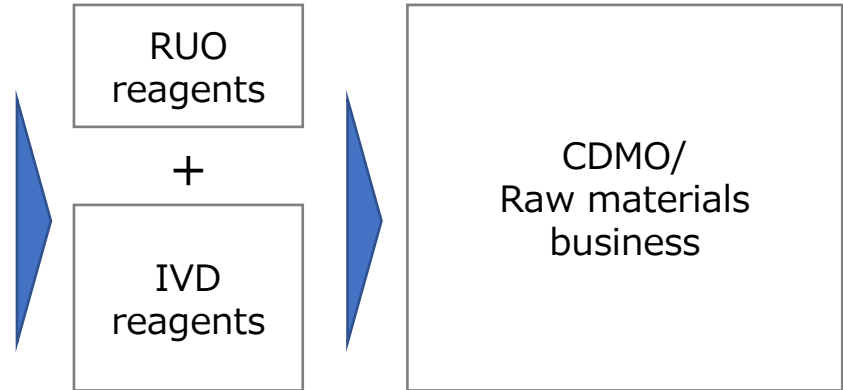 RUO
reagents
+
IVD
reagents
CDMO/
Raw materials
business